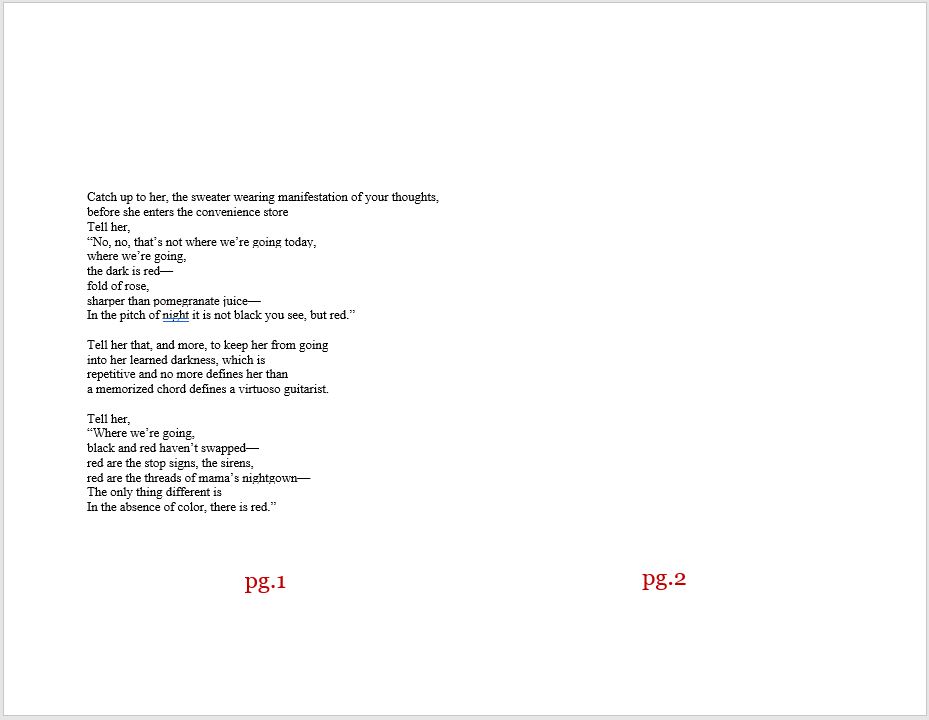 Catch up to her, the sweater wearing manifestation of your thoughts,
before she enters the convenience store
Tell her,
“No, no, that’s not where we’re going today,
where we’re going,
the dark is red—
fold of rose,
sharper than pomegranate juice—
In the pitch of night it is not black you see, but red.”
Tell her that, and more, to keep her from going
into her learned darkness, which is
repetitive and no more defines her than
a memorized chord defines a virtuoso guitarist.
Tell her,
“Where we’re going,
black and red haven’t swapped—
red are the stop signs, the sirens,
red are the threads of mama’s nightgown—
The only thing different is
In the absence of color, there is red.”
pg.1
pg.2